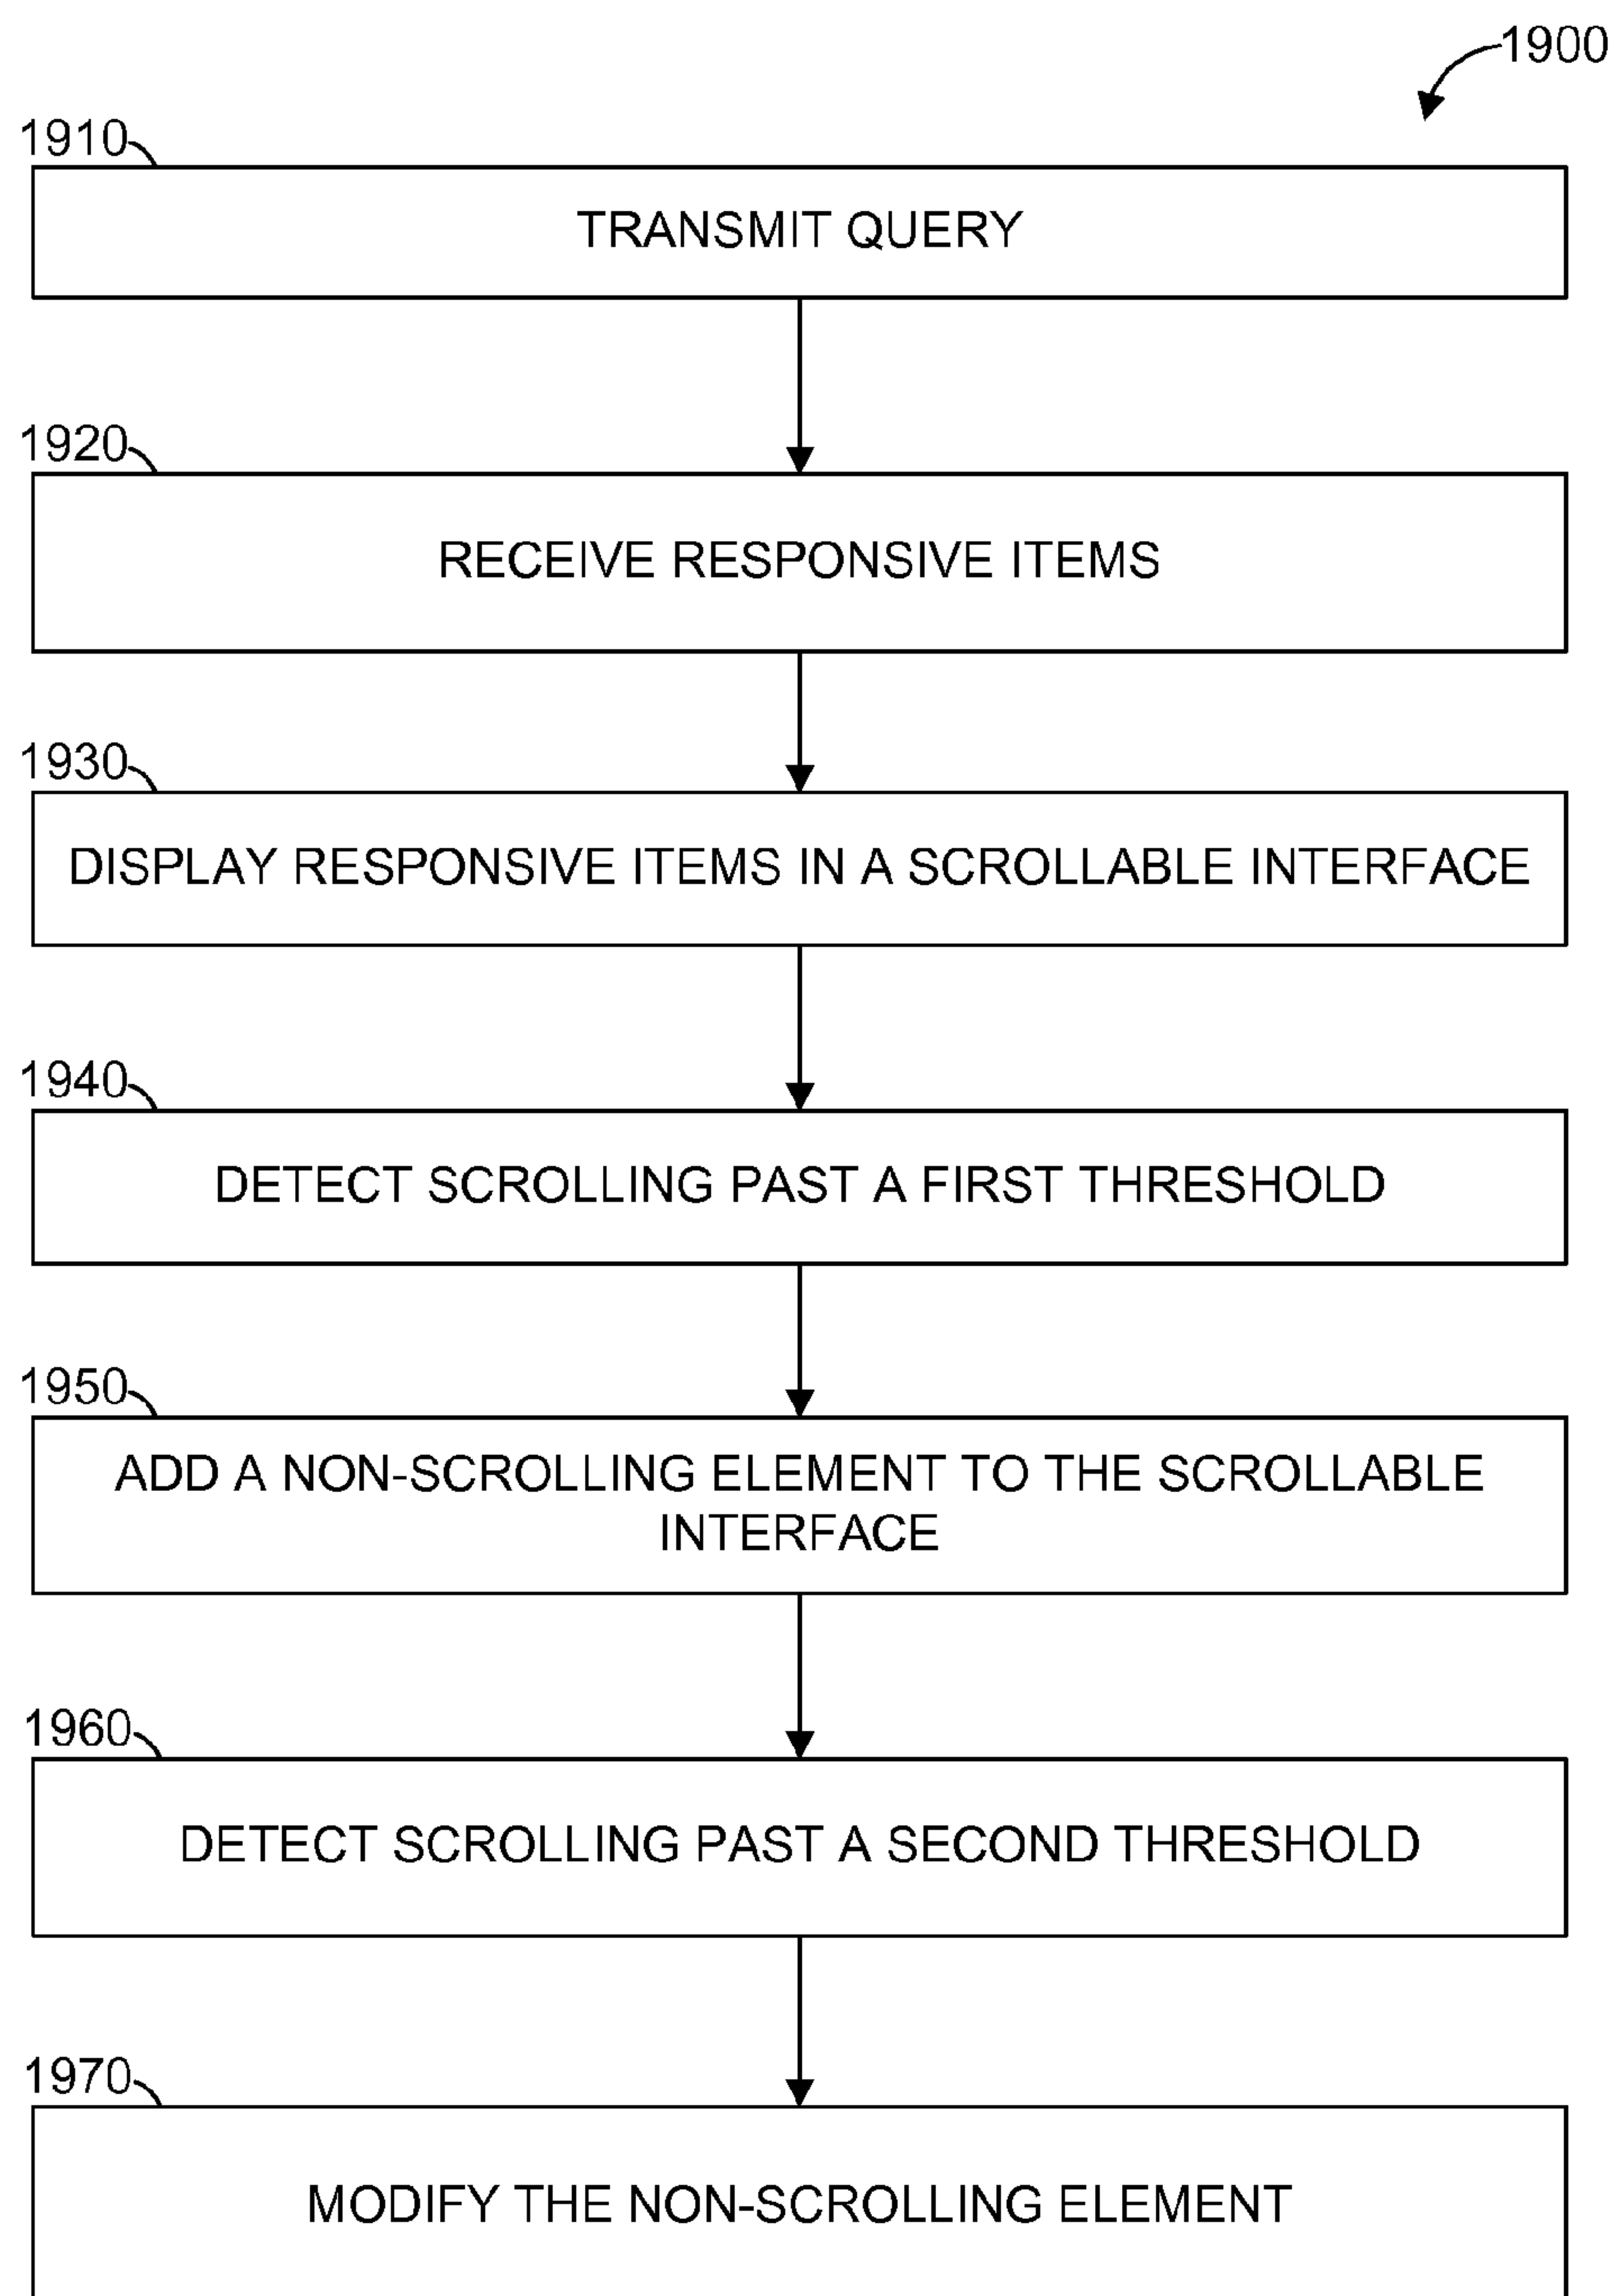 1900
1910
TRANSMIT QUERY
1920
RECEIVE RESPONSIVE ITEMS
1930
DISPLAY RESPONSIVE ITEMS IN A SCROLLABLE INTERFACE
1940
DETECT SCROLLING PAST A FIRST THRESHOLD
1950
ADD A NON-SCROLLING ELEMENT TO THE SCROLLABLE
INTERFACE
1960
DETECT SCROLLING PAST A SECOND THRESHOLD
1970
MODIFY THE NON-SCROLLING ELEMENT